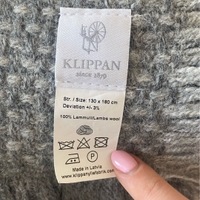 KLIPPAN
since 1879
Str. / Size: 130 x 180 cm
Deviation +/- 3%
100% Lammull/Lambs wool
P
Made in Latvia
www.klippanyllefabrik.com